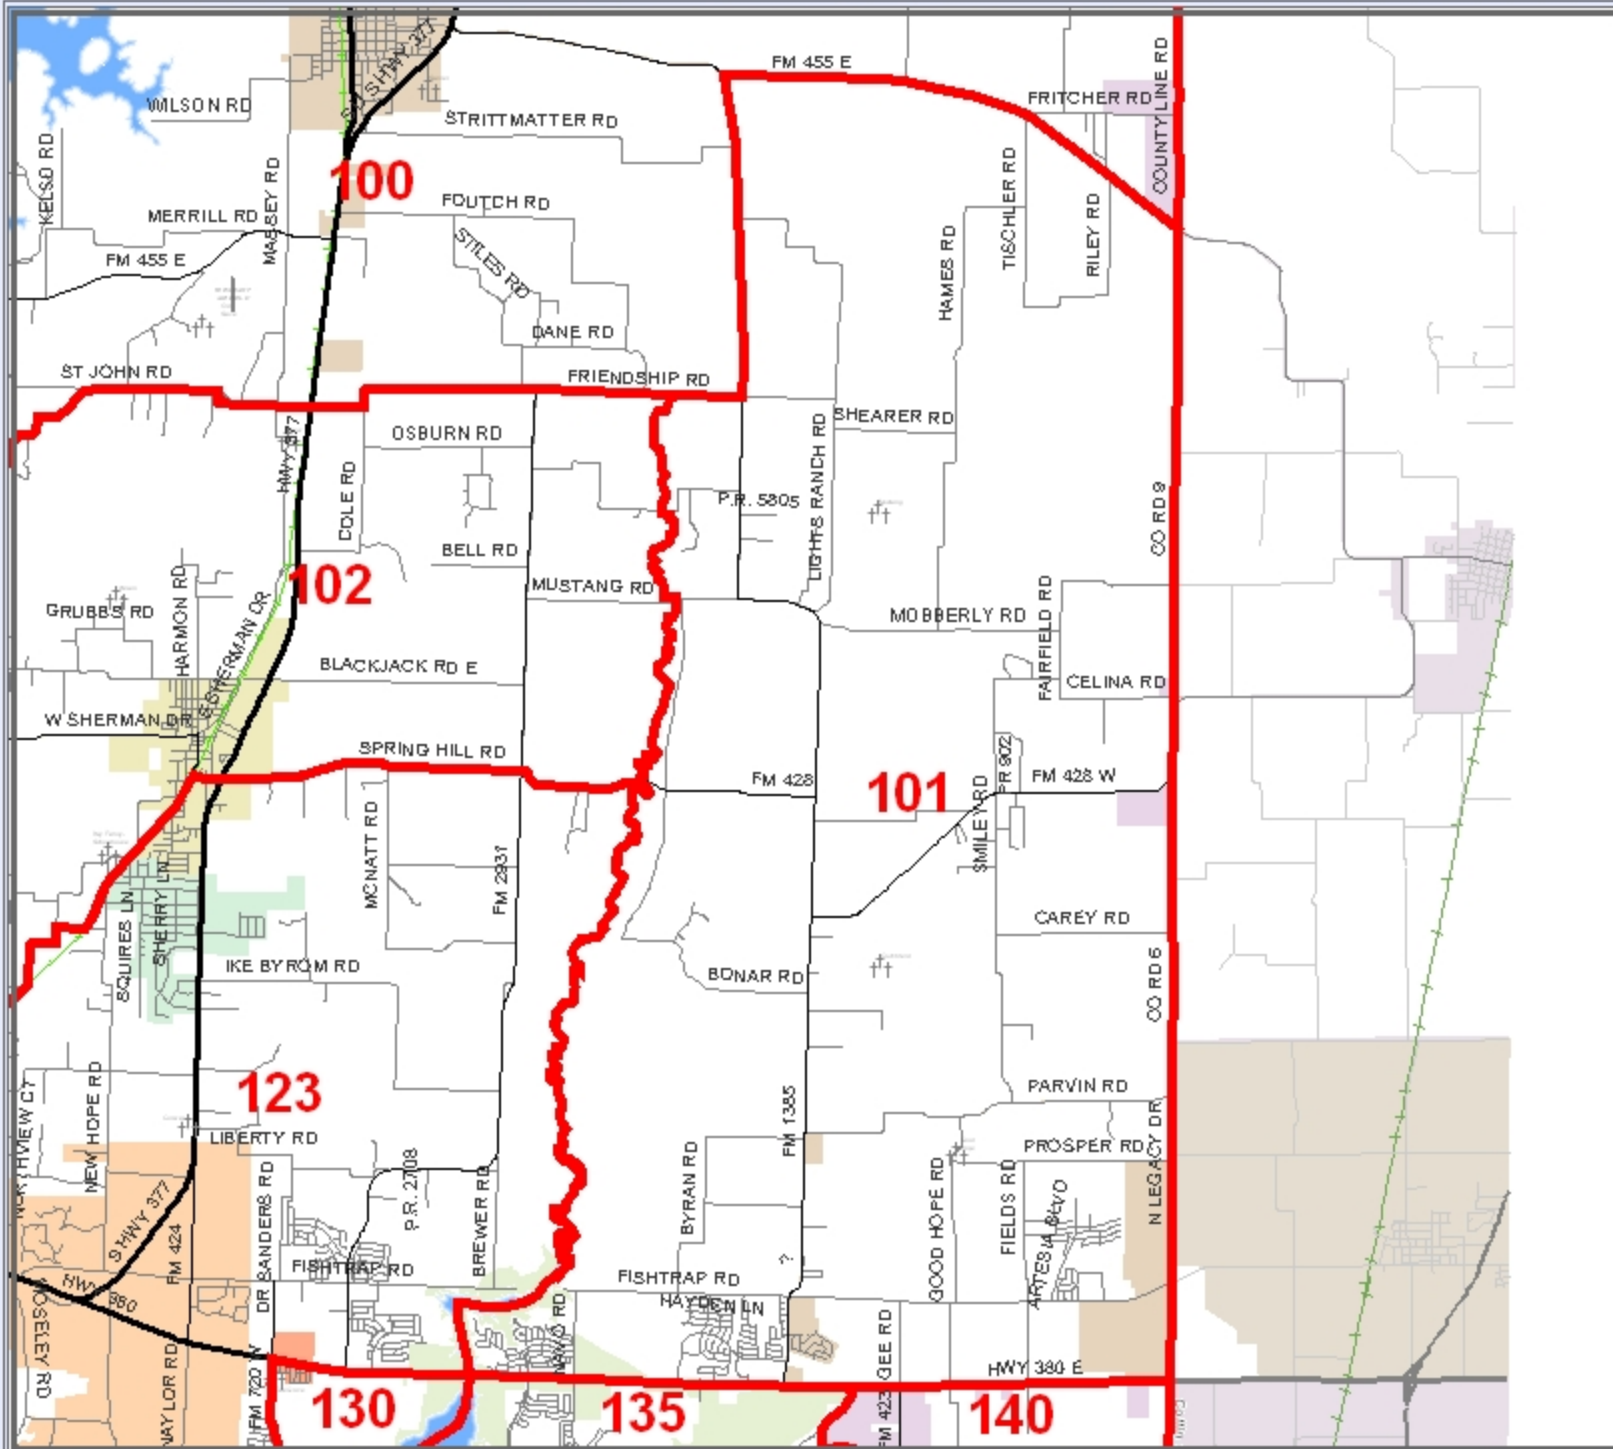 FM 455 E
S US HWY 377
COUNTY LINE RD
WILSON RD
FRITCHER RD
STRITTMATTER RD
KELSO RD
100
MASSEY RD
TISCHLER RD
RILEY RD
MERRILL RD
FOUTCH RD
FM 455 E
STILES RD
HAMES RD
DANE RD
ST JOHN RD
FRIENDSHIP RD
SHEARER RD
HWY 377
OSBURN RD
LIGHTS RANCH RD
COLE RD
P.R. 5805
CO RD 9
BELL RD
102
MUSTANG RD
GRUBBS RD
HARMON RD
MOBBERLY RD
FAIRFIELD RD
S SHERMAN DR
BLACKJACK RD E
CELINA RD
W SHERMAN DR
SPRING HILL RD
PR 902
FM 428
101
FM 428 W
SMILEY RD
MCNATT RD
FM 2931
SHERRY LN
SQUIRES LN
CAREY RD
IKE BYROM RD
BONAR RD
CO RD 6
123
NEW HOPE RD
PARVIN RD
FM 1385
NORTHVIEW CT
LIBERTY RD
PROSPER RD
N LEGACY DR
P.R. 2708
BYRAN RD
BREWER RD
SANDERS RD
GOOD HOPE RD
FIELDS RD
ARTESIA BLVD
S HWY 377
FM 424
FISHTRAP RD
FISHTRAP RD
?
HWY 380
DR
HAYDEN LN
NAVO RD
MOSELEY RD
GEE RD
NAYLOR RD
FM 720 W
HWY 380 E
130
135
FM 423
140